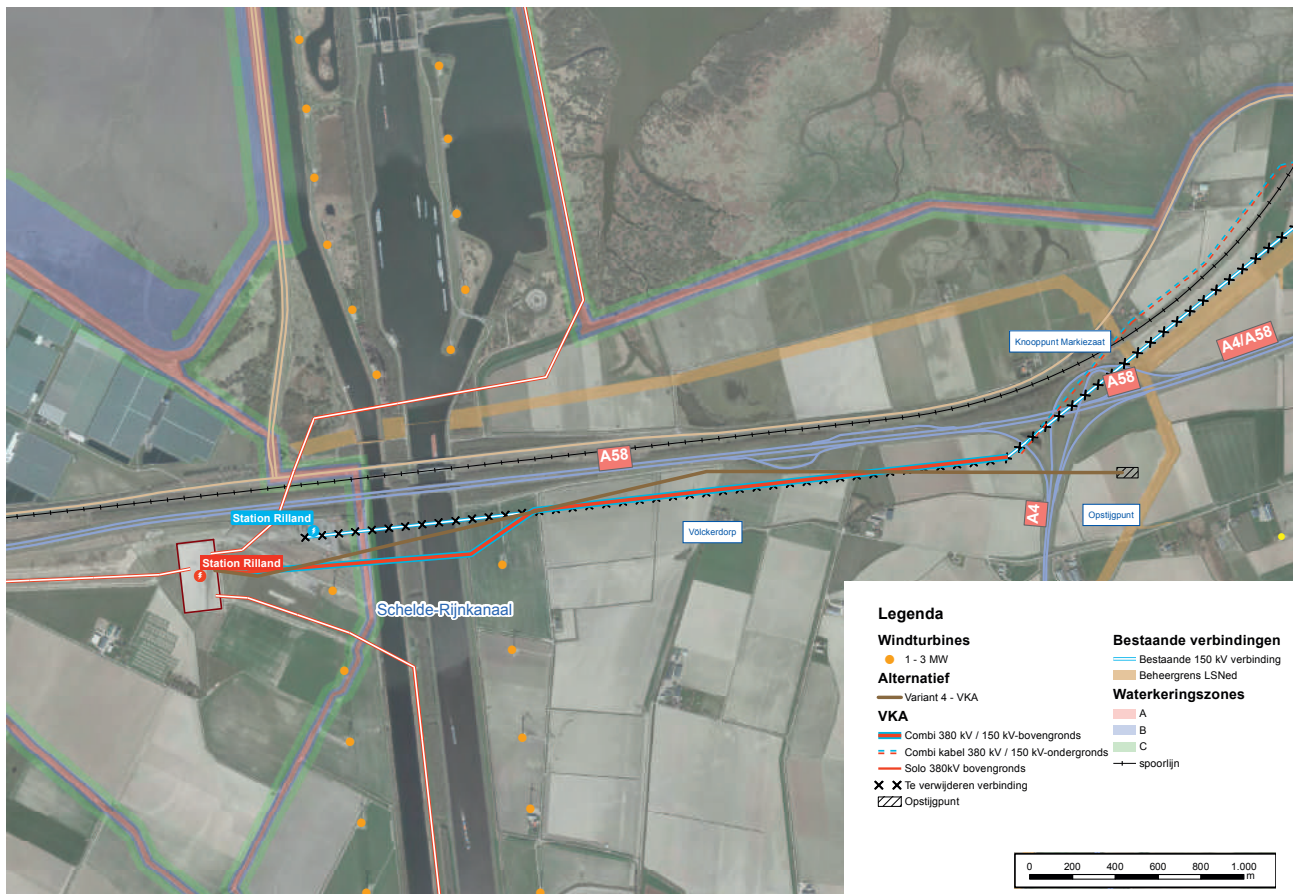 Knooppunt Markiezaat
A4/A58
A58
A58
Station Rilland
Station Rilland
Völckerdorp
A4
Opstijgpunt
Schelde-Rijnkanaal
Legenda
Windturbines
1 - 3 MW
Alternatief
Variant 4 - VKA
VKA
Combi 380 kV / 150 kV-bovengronds
Combi kabel 380 kV / 150 kV-ondergronds
Solo 380kV bovengronds
Te verwijderen verbinding
Opstijgpunt
Bestaande verbindingen
Bestaande 150 kV verbinding
Beheergrens LSNed
Waterkeringszones
A
B
C
spoorlijn
0 200 400 600 800 1.000
m